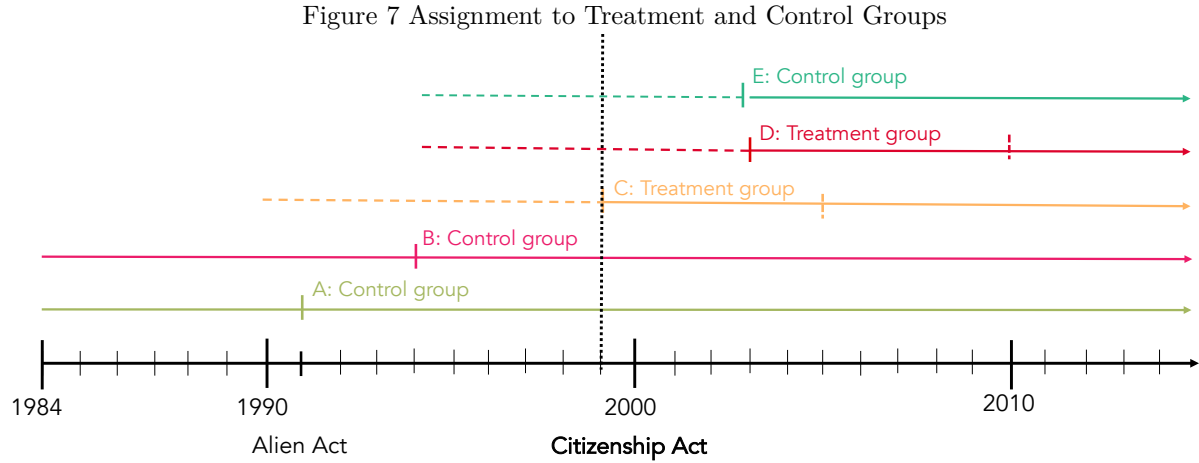 Figure 7 Assignment to Treatment and Control Groups
E: Control group
D: Treatment group
C: Treatment group
B: Control group
A: Control group
1984
1990
2000
2010
Alien Act
Citizenship Act